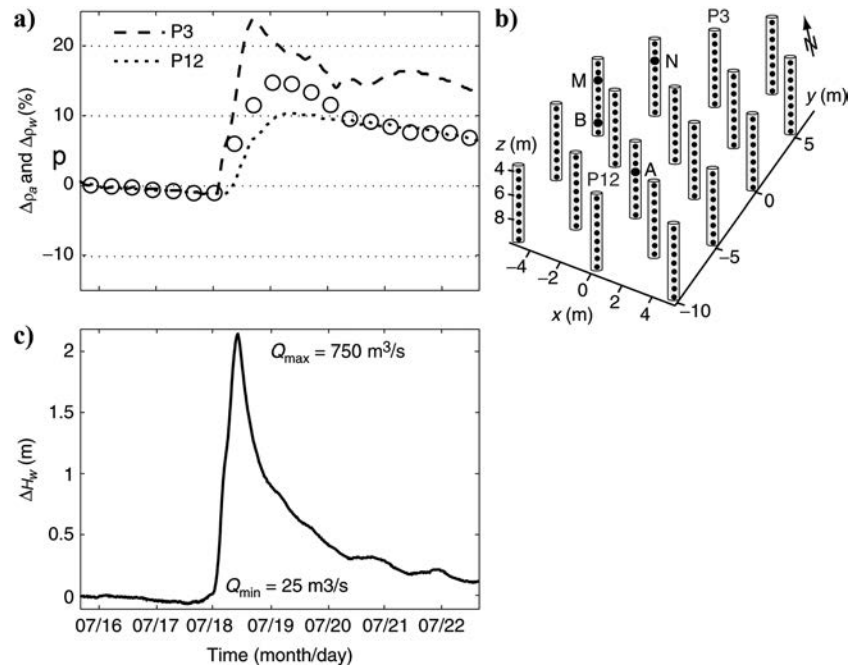 a)
20
10
0
−10
Δρa and Δρw (%)
p
P3
P12
b)
P3
N
M
B
A
P12
N
y (m)
5
0
−5
−10
z (m)
4
6
8
−4
−2
0
2
4
x (m)
c)
2
1.5
1
0.5
0
ΔHw (m)
Qmax = 750 m³/s
Qmin = 25 m3/s
07/16 07/17 07/18 07/19 07/20 07/21 07/22
Time (month/day)